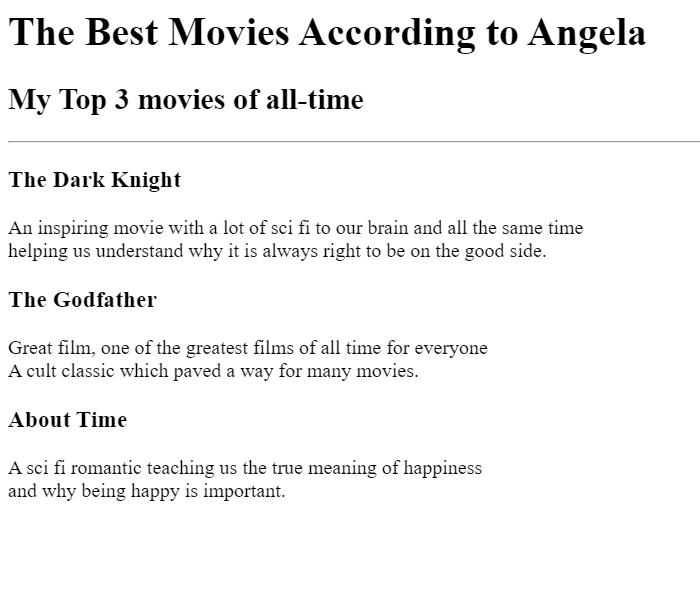 The Best Movies According to Angela
My Top 3 movies of all-time
The Dark Knight
An inspiring movie with a lot of sci fi to our brain and all the same time
helping us understand why it is always right to be on the good side.
The Godfather
Great film, one of the greatest films of all time for everyone
A cult classic which paved a way for many movies.
About Time
A sci fi romantic teaching us the true meaning of happiness
and why being happy is important.